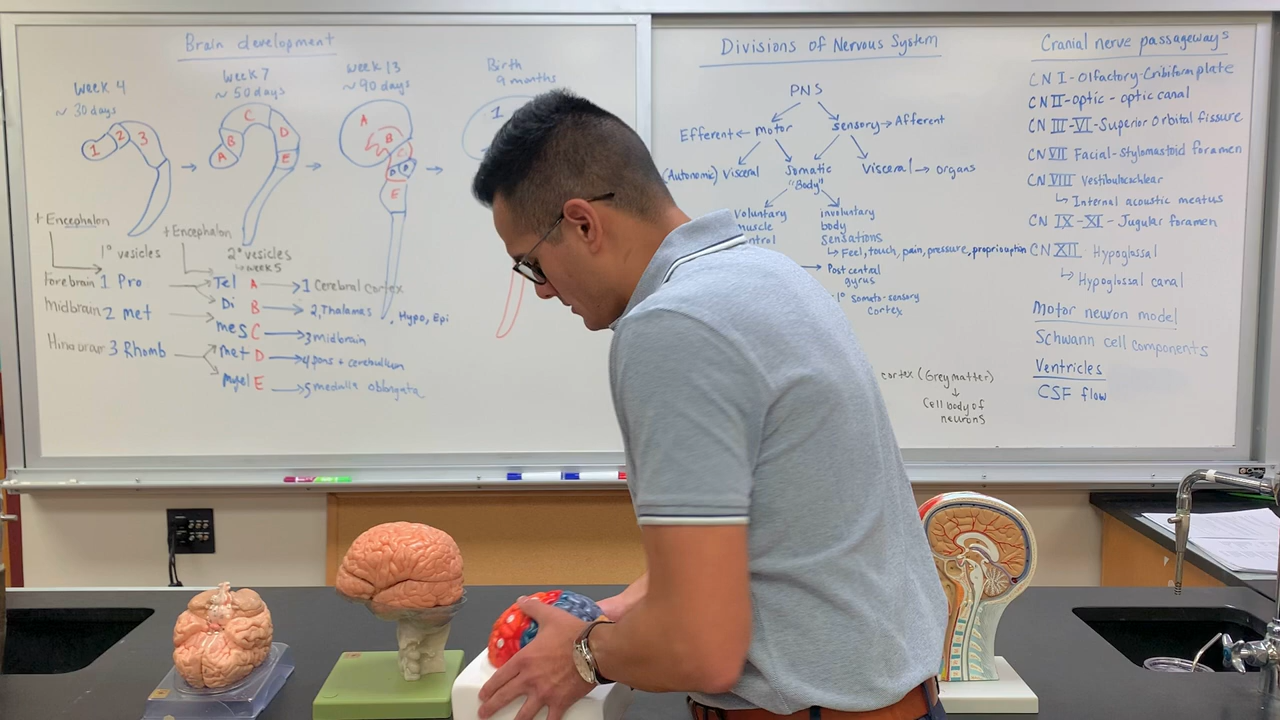 Brain development
Week 4
~ 30 days
1 2 3
Week 7
~ 50 days
A B C D E
Week 13
~ 90 days
A B C D E
Birth
9 months
1
+ Encephalon
1° vesicles
+ Encephalon
2° vesicles
↳ week 5
Forebrain 1 Pro
Midbrain 2 met
3 Rhomb
Tel A → 1 Cerebral cortex
Di B → 2, Thalamas, Hypo, Epi
mes C → 3 midbrain
met D → 4 pons + cerebullum
Myel E → 5 medulla oblongata
Divisions of Nervous System
PNS
Efferent ← motor
Sensory → Afferent
(Autonomic) Visceral
Somatic
"Body"
Visceral → organs
Voluntary
muscle
involuntary
body
sensations
↳ Feel, touch, pain, pressure, proprioception
→ Post central
gyrus
1° Somato-sensory
cortex
cortex (Grey matter)
↓
Cell body of
neurons
Cranial nerve passageways
CN I - Olfactory-Cribiform plate
CN II - optic - optic canal
CN III - VI - Superior Orbital fissure
CN VII Facial-Stylomastoid foramen
CN VIII Vestibulocochlear
↳ Internal acoustic meatus
CN IX - XI - Jugular foramen
CN XII Hypoglossal
↳ Hypoglossal canal
Motor neuron model
Schwann cell components
Ventricles
CSF flow